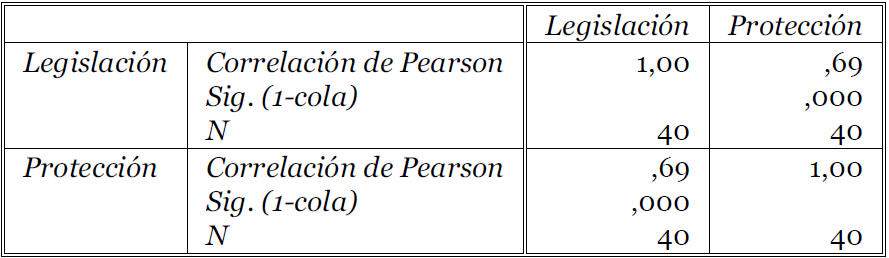 Legislación Protección
Legislación Correlación de Pearson 1,00 ,69
Sig. (1-cola) ,000
N 40 40
Protección Correlación de Pearson ,69 1,00
Sig. (1-cola) ,000
N 40 40